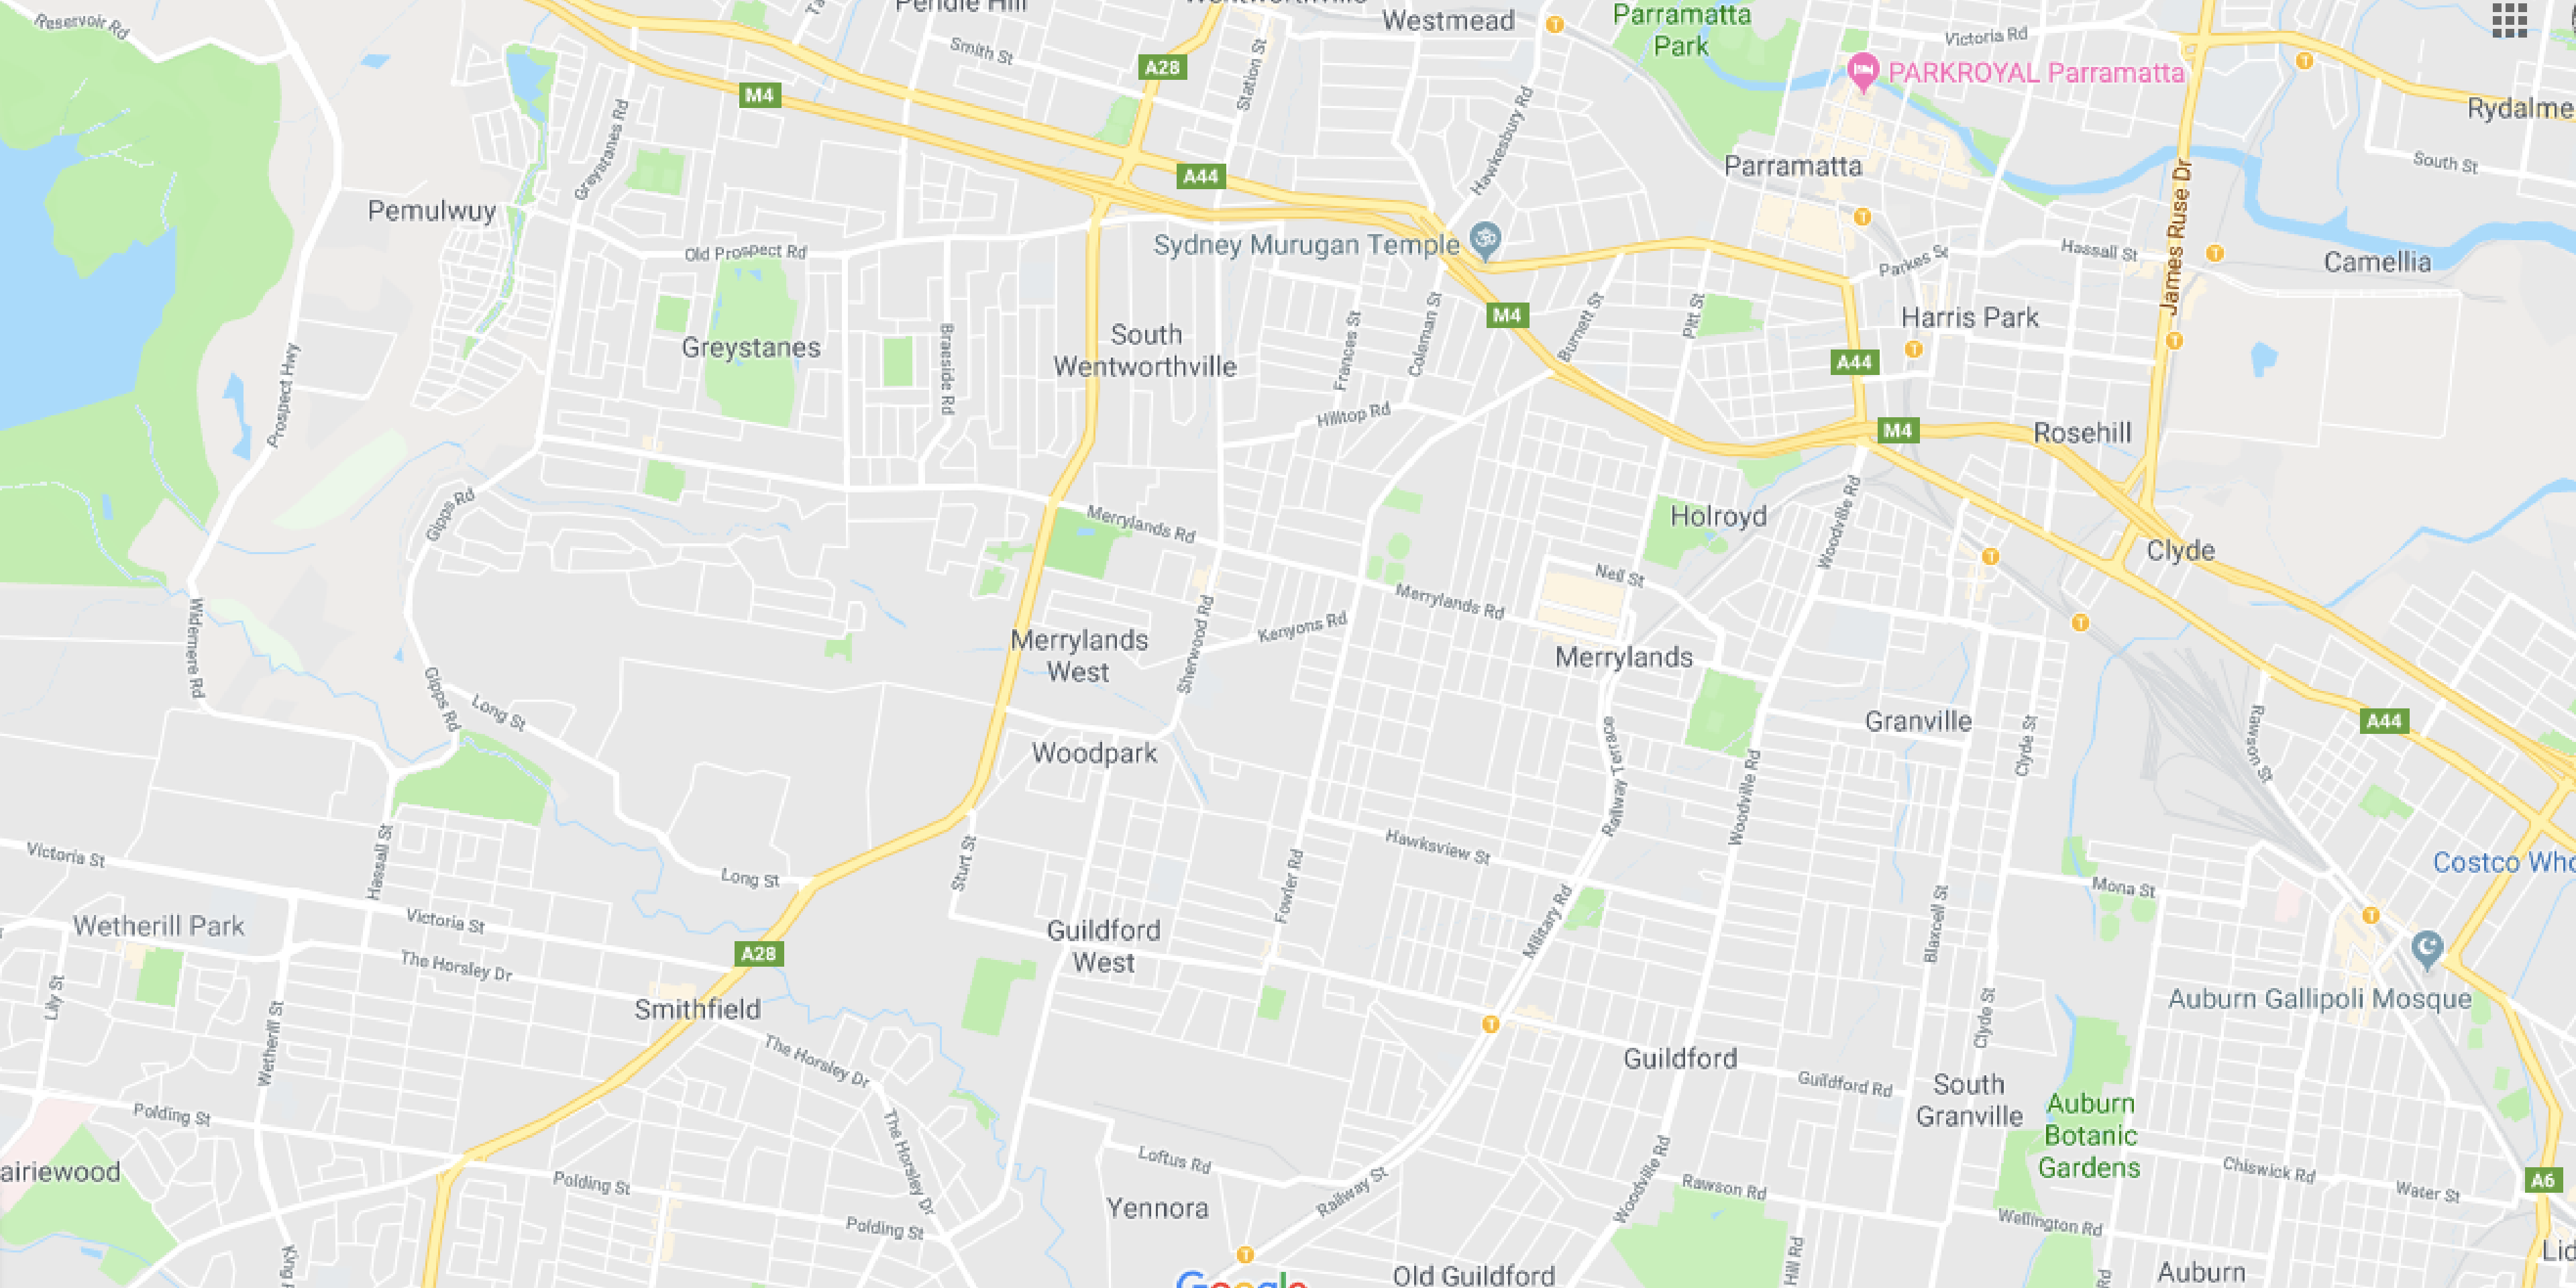 Reservoir Rd
Pendle Hill
Wentworthville
Westmead
Parramatta
Park
Victoria Rd
Smith St
A28
Station St
M4
Greystanes Rd
Hawkesbury Rd
PARKROYAL Parramatta
Rydalme
South St
A44
Parramatta
James Ruse Dr
Pemulwuy
Old Prospect Rd
Sydney Murugan Temple
Parkes St
Hassall St
Camellia
Prospect Hwy
Greystanes
Braeside Rd
South
Wentworthville
Frances St
Coleman St
M4
Burnett St
Pitt St
Harris Park
A44
Hilltop Rd
M4
Rosehill
Gipps Rd
Merrylands Rd
Holroyd
Woodville Rd
Clyde
Neil St
Merrylands Rd
Widemere Rd
Merrylands
West
Sherwood Rd
Kenyons Rd
Merrylands
Gipps Rd
Long St
Railway Terrace
Granville
Clyde St
Rawson St
A44
Woodpark
Woodville Rd
Victoria St
Hassall St
Long St
Sturt St
Hawksview St
Fowler Rd
Military Rd
Mona St
Blaxcell St
Costco Who
Wetherill Park
Victoria St
A28
Guildford
West
The Horsley Dr
Lily St
Smithfield
Wetherill St
The Horsley Dr
Auburn Gallipoli Mosque
Clyde St
Guildford
Guildford Rd
South
Granville
Auburn
Botanic
Gardens
Polding St
The Horsley Dr
airiewood
Polding St
Polding St
Loftus Rd
Yennora
Railway St
Woodville Rd
Rawson Rd
Chiswick Rd
Water St
A6
Wellington Rd
Hill Rd
Old Guildford
Auburn
Rd
Lid
King
Google